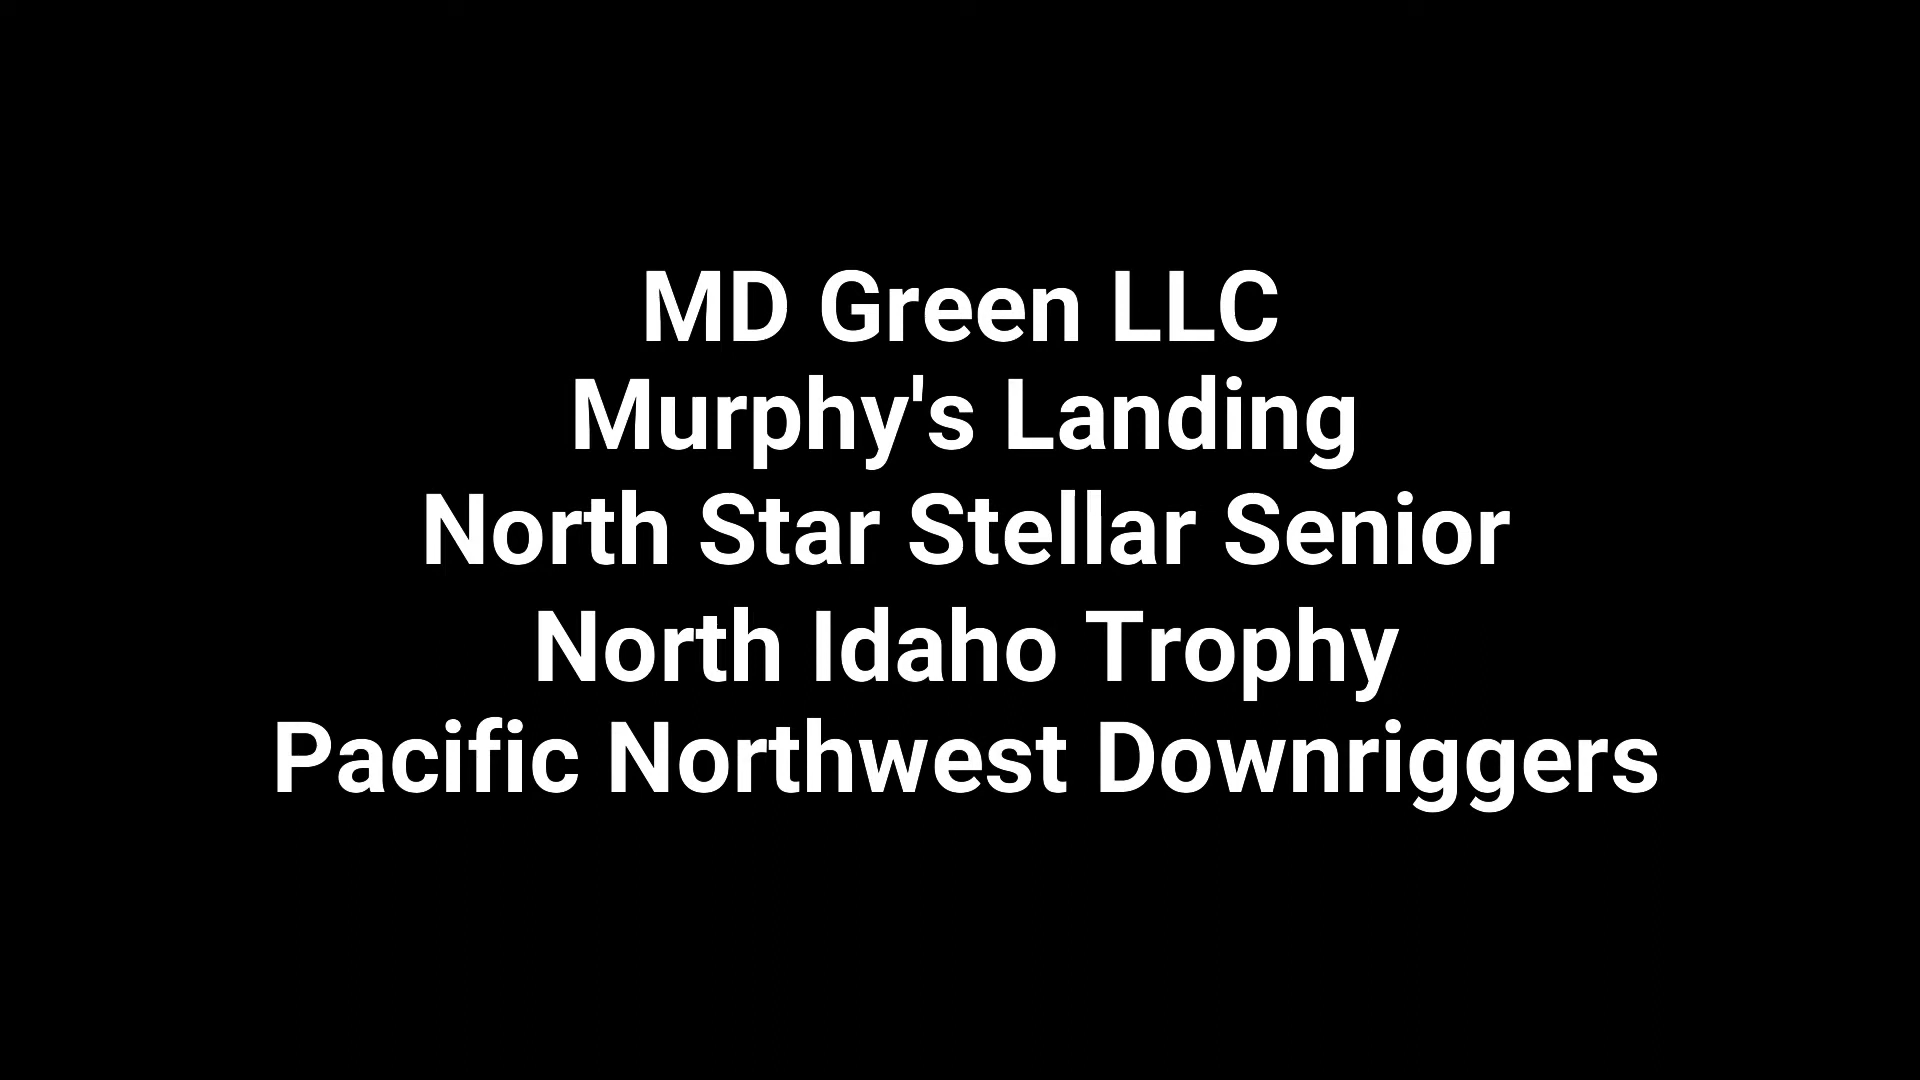 MD Green LLC
Murphy's Landing
North Star Stellar Senior
North Idaho Trophy
Pacific Northwest Downriggers